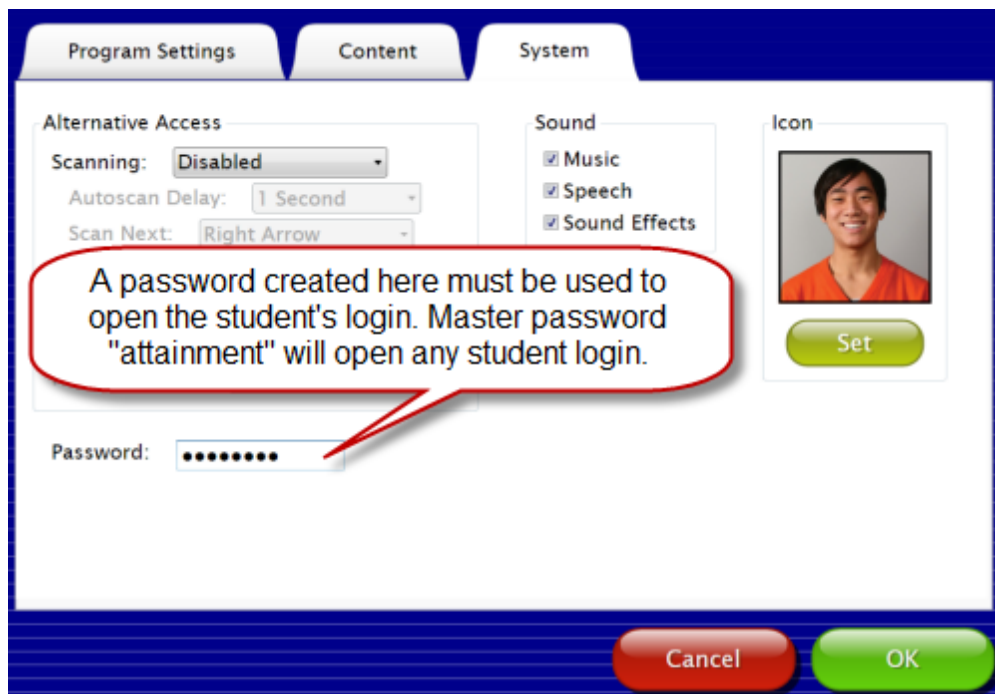 Program Settings
Content
System
Alternative Access
Scanning: Disabled
Autoscan Delay: 1 Second
Scan Next: Right Arrow
Sound
Music
Speech
Sound Effects
Icon
Set
A password created here must be used to
open the student's login. Master password
"attainment" will open any student login.
Password: ••••••••
Cancel
OK